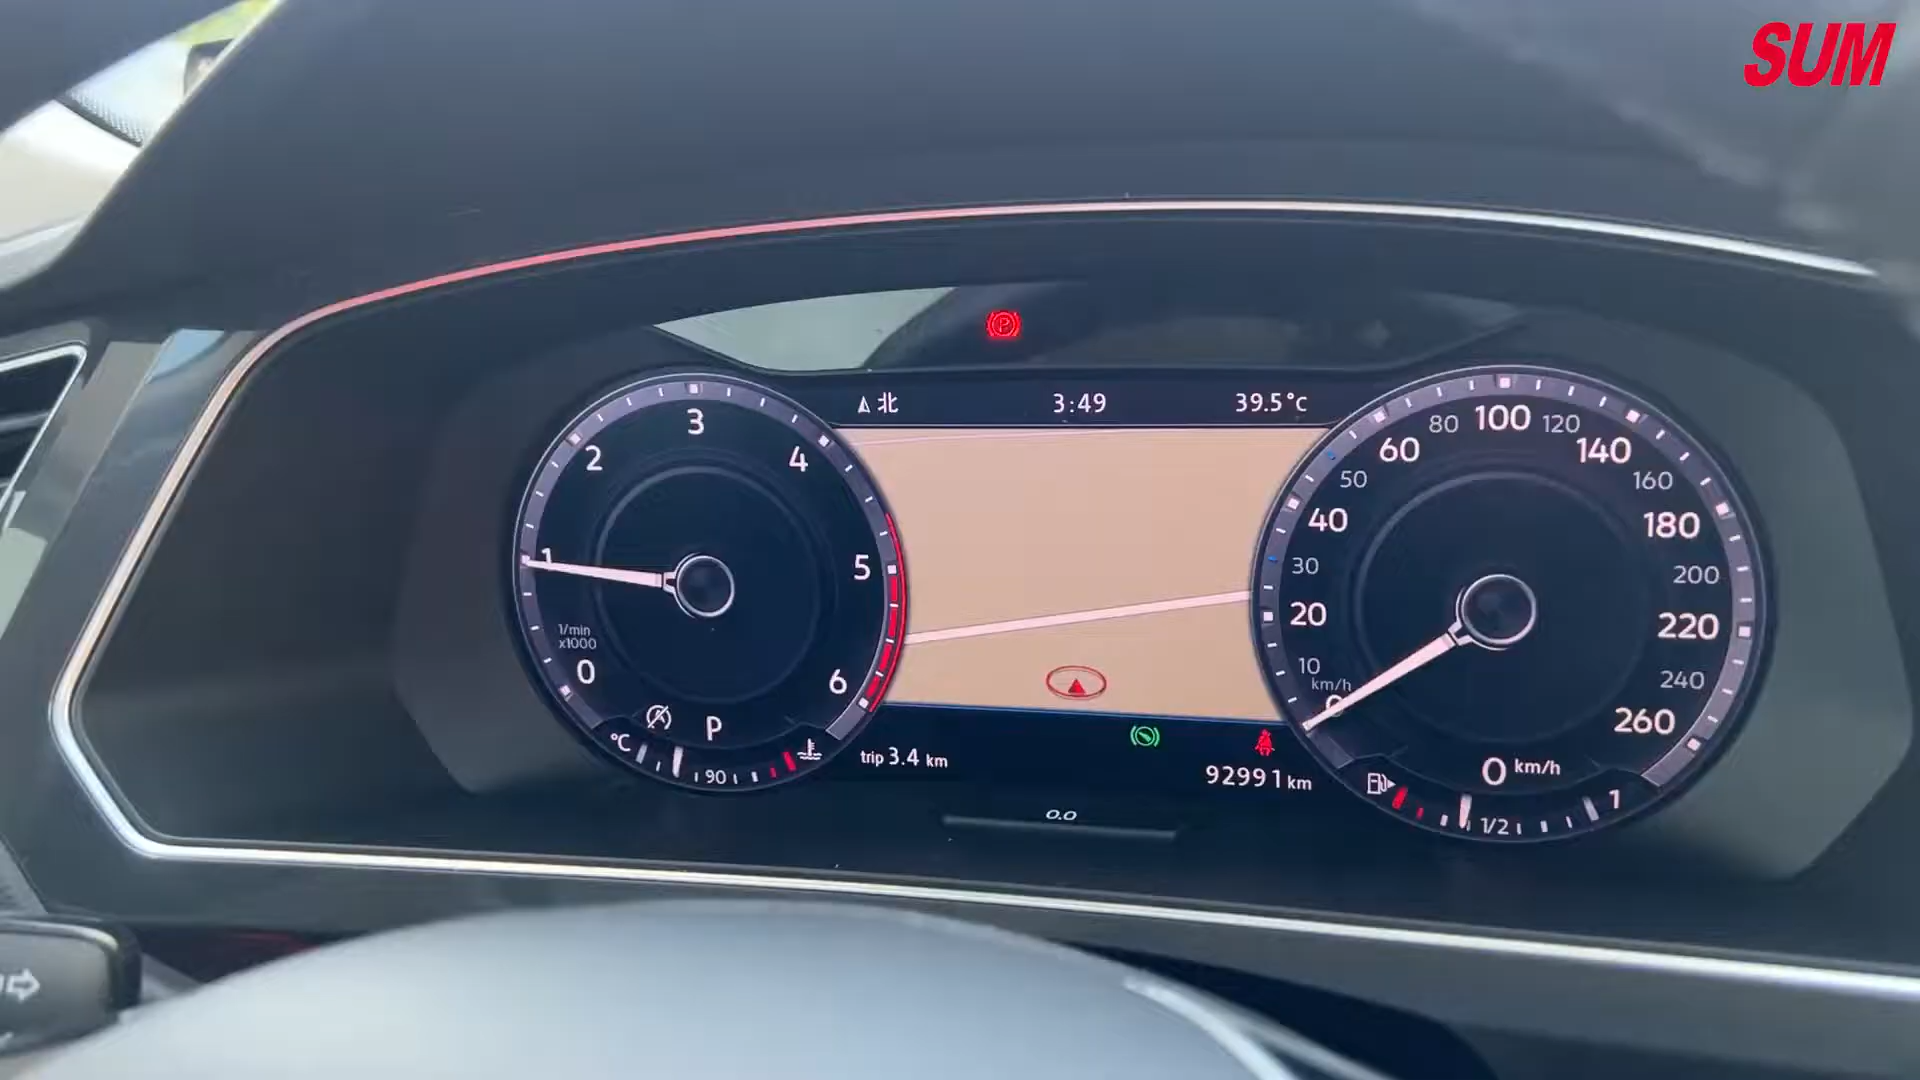 SUM
P
北 3:49 39.5°C
0 1 2 3 4 5 6
1/min
x1000
P
°C 90
trip 3.4 km
92991 km
0.0
0 10 20 30 40 50 60 80 100 120 140 160 180 200 220 240 260
km/h
0 km/h
1/2 1